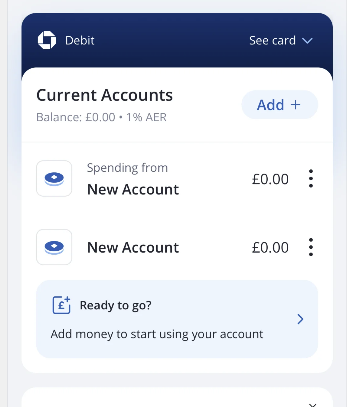 Debit
See card
Current Accounts
Balance: £0.00 • 1% AER
Add +
Spending from
New Account
£0.00
New Account
£0.00
£+
Ready to go?
Add money to start using your account